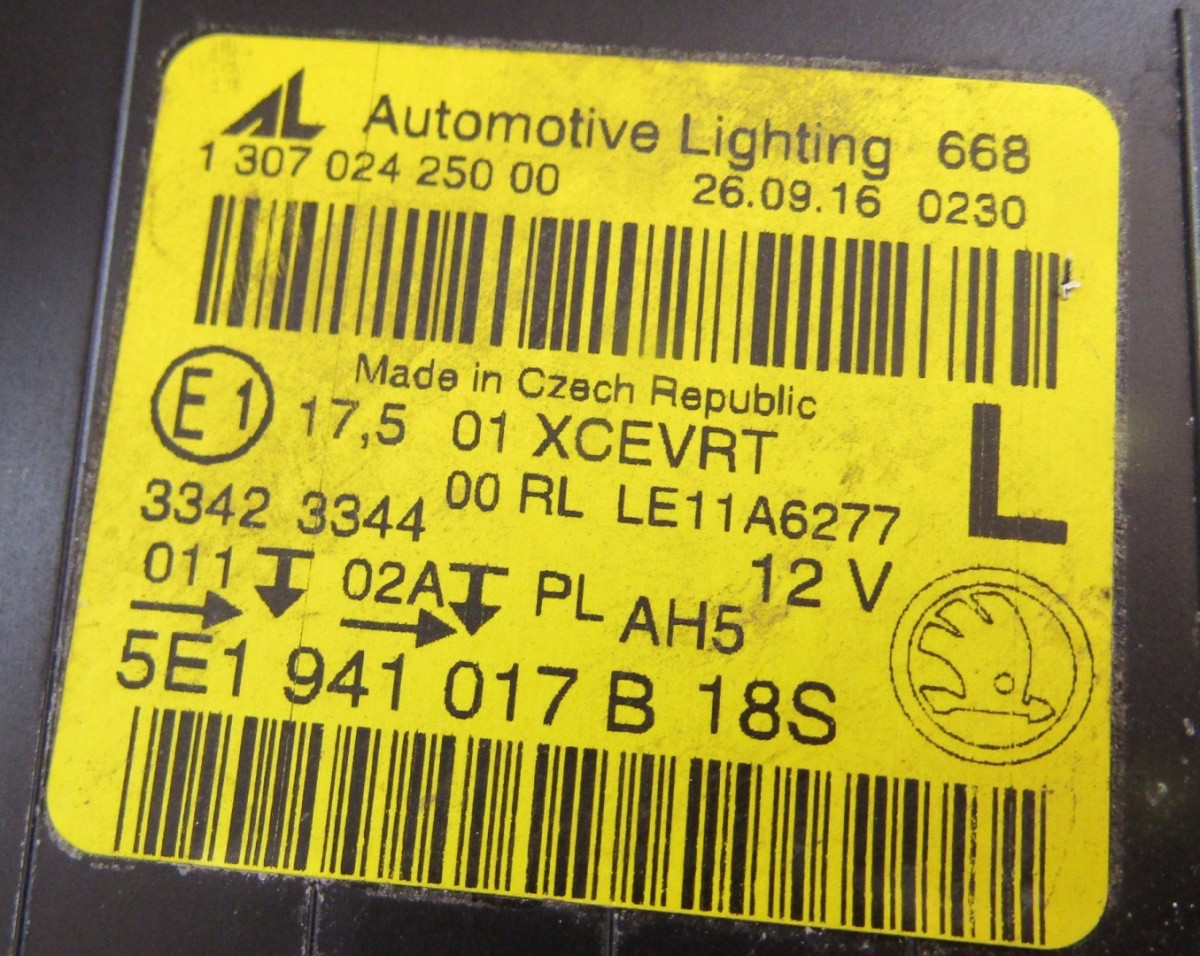 AL Automotive Lighting 668
1 307 024 250 00 26.09.16 0230
Made in Czech Republic
E1 17,5 01 XCEVRT L
3342 3344 00 RL LE11A6277
011 02A PL AH5 12 V
5E1 941 017 B 18S